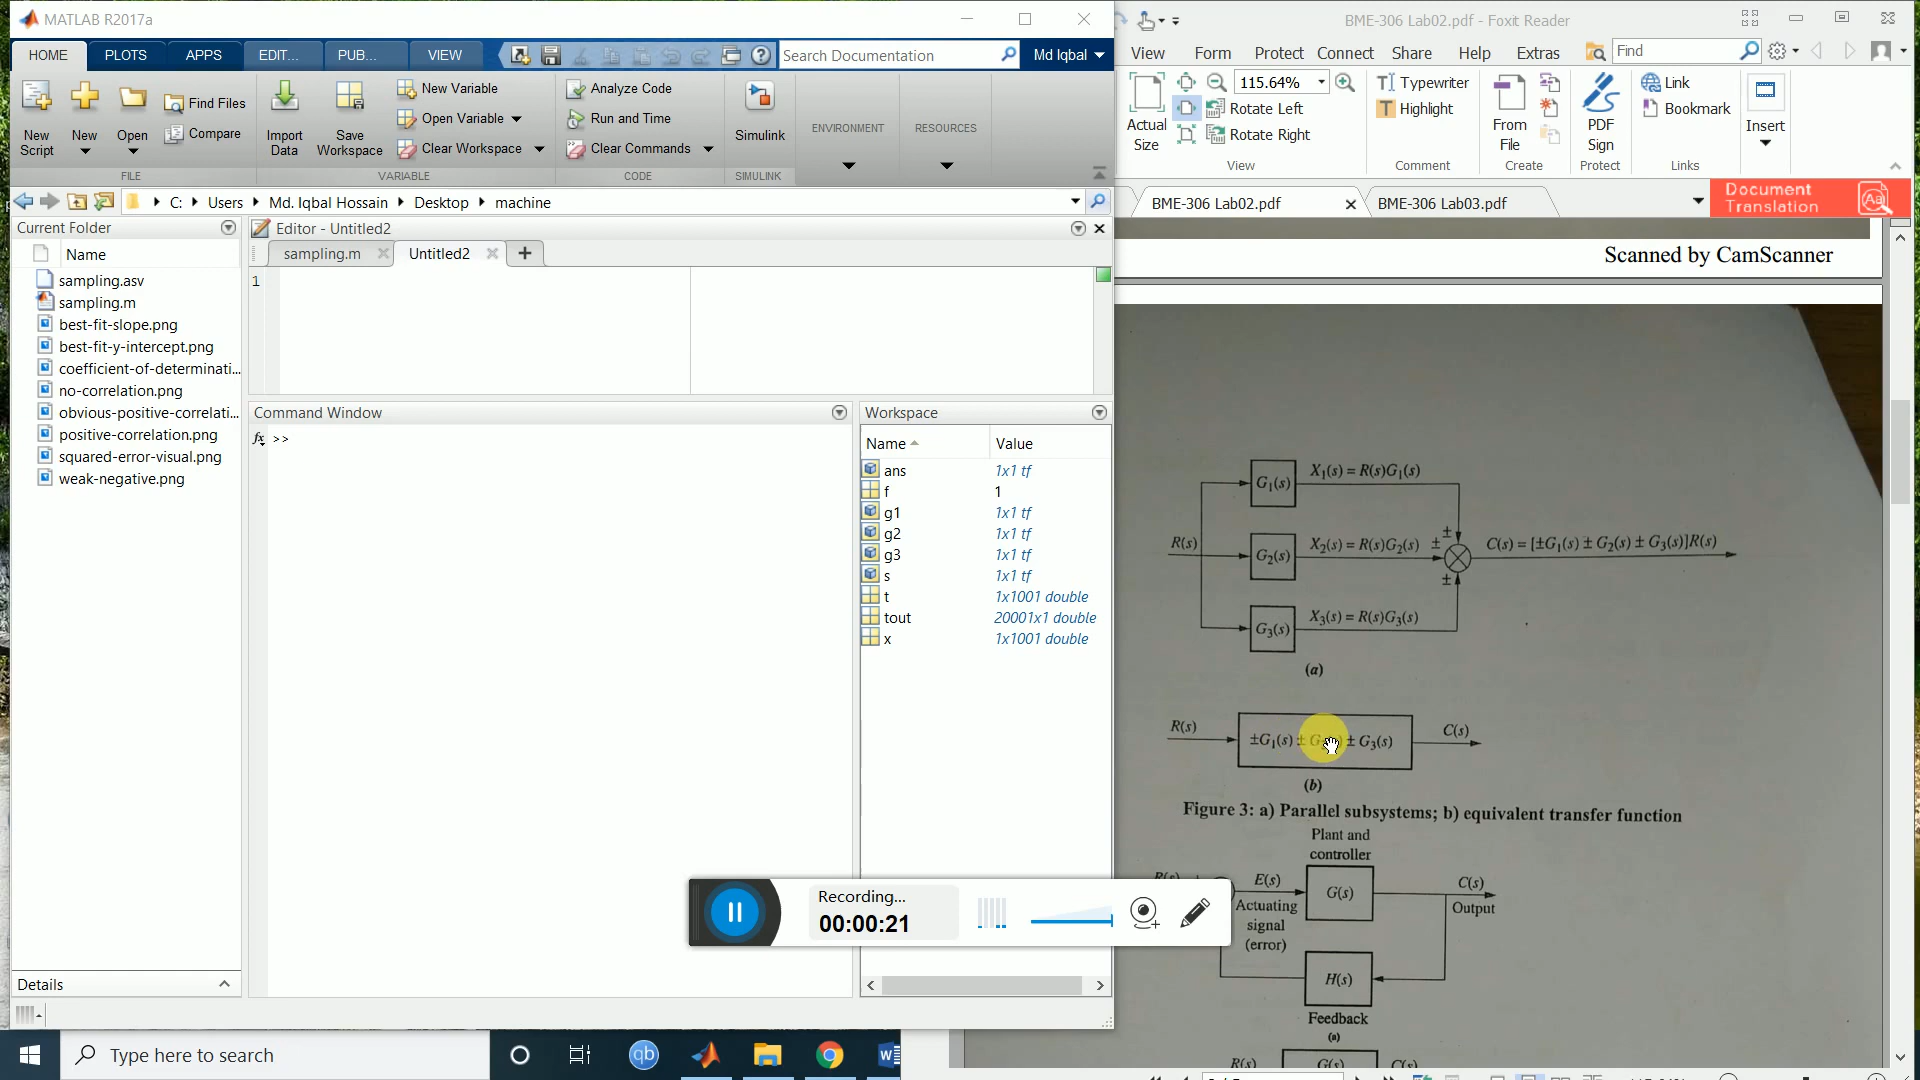 MATLAB R2017a
HOME PLOTS APPS EDIT... PUB... VIEW
Search Documentation
Md Iqbal
New Script
New
Open
Find Files
Compare
FILE
Import Data
Save Workspace
New Variable
Open Variable
Clear Workspace
VARIABLE
Analyze Code
Run and Time
Clear Commands
CODE
Simulink
SIMULINK
ENVIRONMENT
RESOURCES
C: Users Md. Iqbal Hossain Desktop machine
Current Folder
Name
sampling.asv
sampling.m
best-fit-slope.png
best-fit-y-intercept.png
coefficient-of-determinati...
no-correlation.png
obvious-positive-correlati...
positive-correlation.png
squared-error-visual.png
weak-negative.png
Details
Editor - Untitled2
sampling.m Untitled2
1
Command Window
fx >>
Workspace
Name Value
ans 1x1 tf
f 1
g1 1x1 tf
g2 1x1 tf
g3 1x1 tf
s 1x1 tf
t 1x1001 double
tout 20001x1 double
x 1x1001 double
Recording...
00:00:21
Type here to search
qb
BME-306 Lab02.pdf - Foxit Reader
View Form Protect Connect Share Help Extras
Find
Actual Size
115.64%
Rotate Left
Rotate Right
View
Typewriter
Highlight
Comment
From File
Create
PDF Sign
Protect
Link
Bookmark
Links
Insert
BME-306 Lab02.pdf BME-306 Lab03.pdf
Document Translation
Scanned by CamScanner
G₁(s) X₁(s) = R(s)G₁(s)
R(s) G₂(s) X₂(s) = R(s)G₂(s) ± ± C(s) = [±G₁(s) ± G₂(s) ± G₃(s)]R(s)
±
G₃(s) X₃(s) = R(s)G₃(s)
(a)
R(s) ±G₁(s) ± G ± G₃(s) C(s)
(b)
Figure 3: a) Parallel subsystems; b) equivalent transfer function
Plant and controller
E(s) G(s) C(s)
Actuating signal (error)
Output
H(s)
Feedback
(a)
R(s) G(s) C(s)